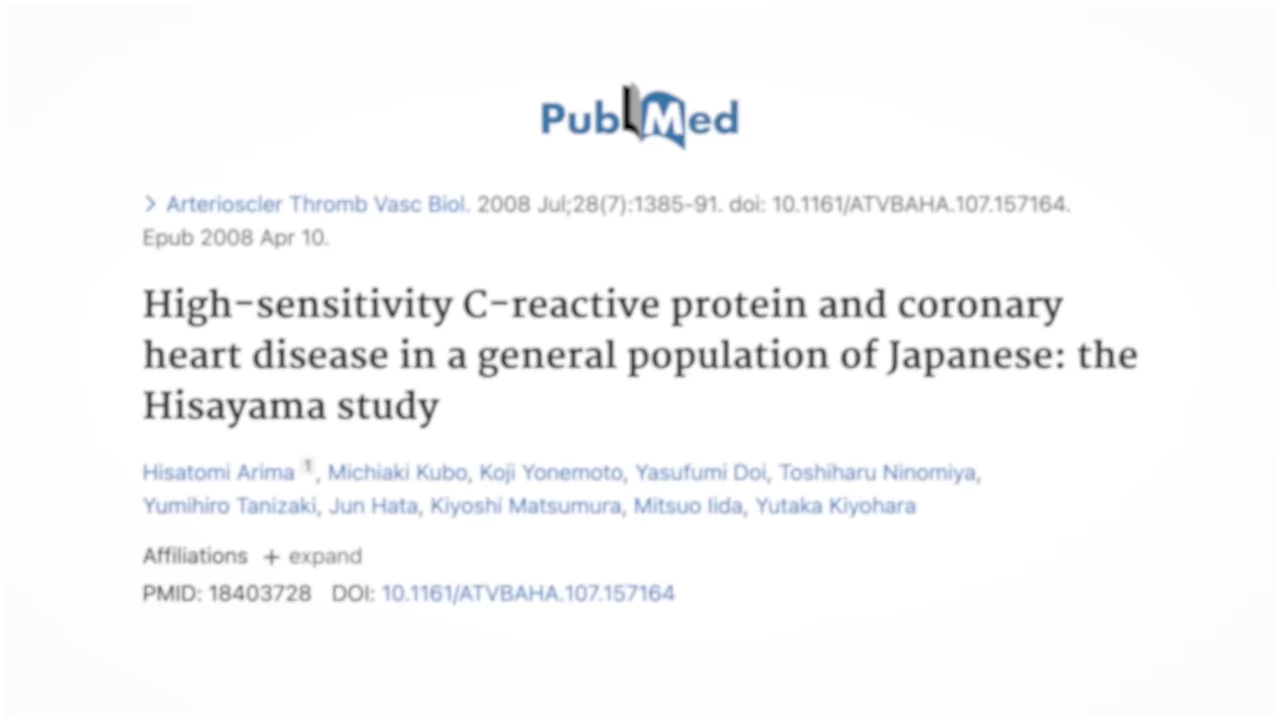 PubMed
> Arterioscler Thromb Vasc Biol. 2008 Jul;28(7):1385-91. doi: 10.1161/ATVBAHA.107.157164.
Epub 2008 Apr 10.
High-sensitivity C-reactive protein and coronary
heart disease in a general population of Japanese: the
Hisayama study
Hisatomi Arima 1, Michiaki Kubo, Koji Yonemoto, Yasufumi Doi, Toshiharu Ninomiya,
Yumihiro Tanizaki, Jun Hata, Kiyoshi Matsumura, Mitsuo Iida, Yutaka Kiyohara
Affiliations + expand
PMID: 18403728 DOI: 10.1161/ATVBAHA.107.157164